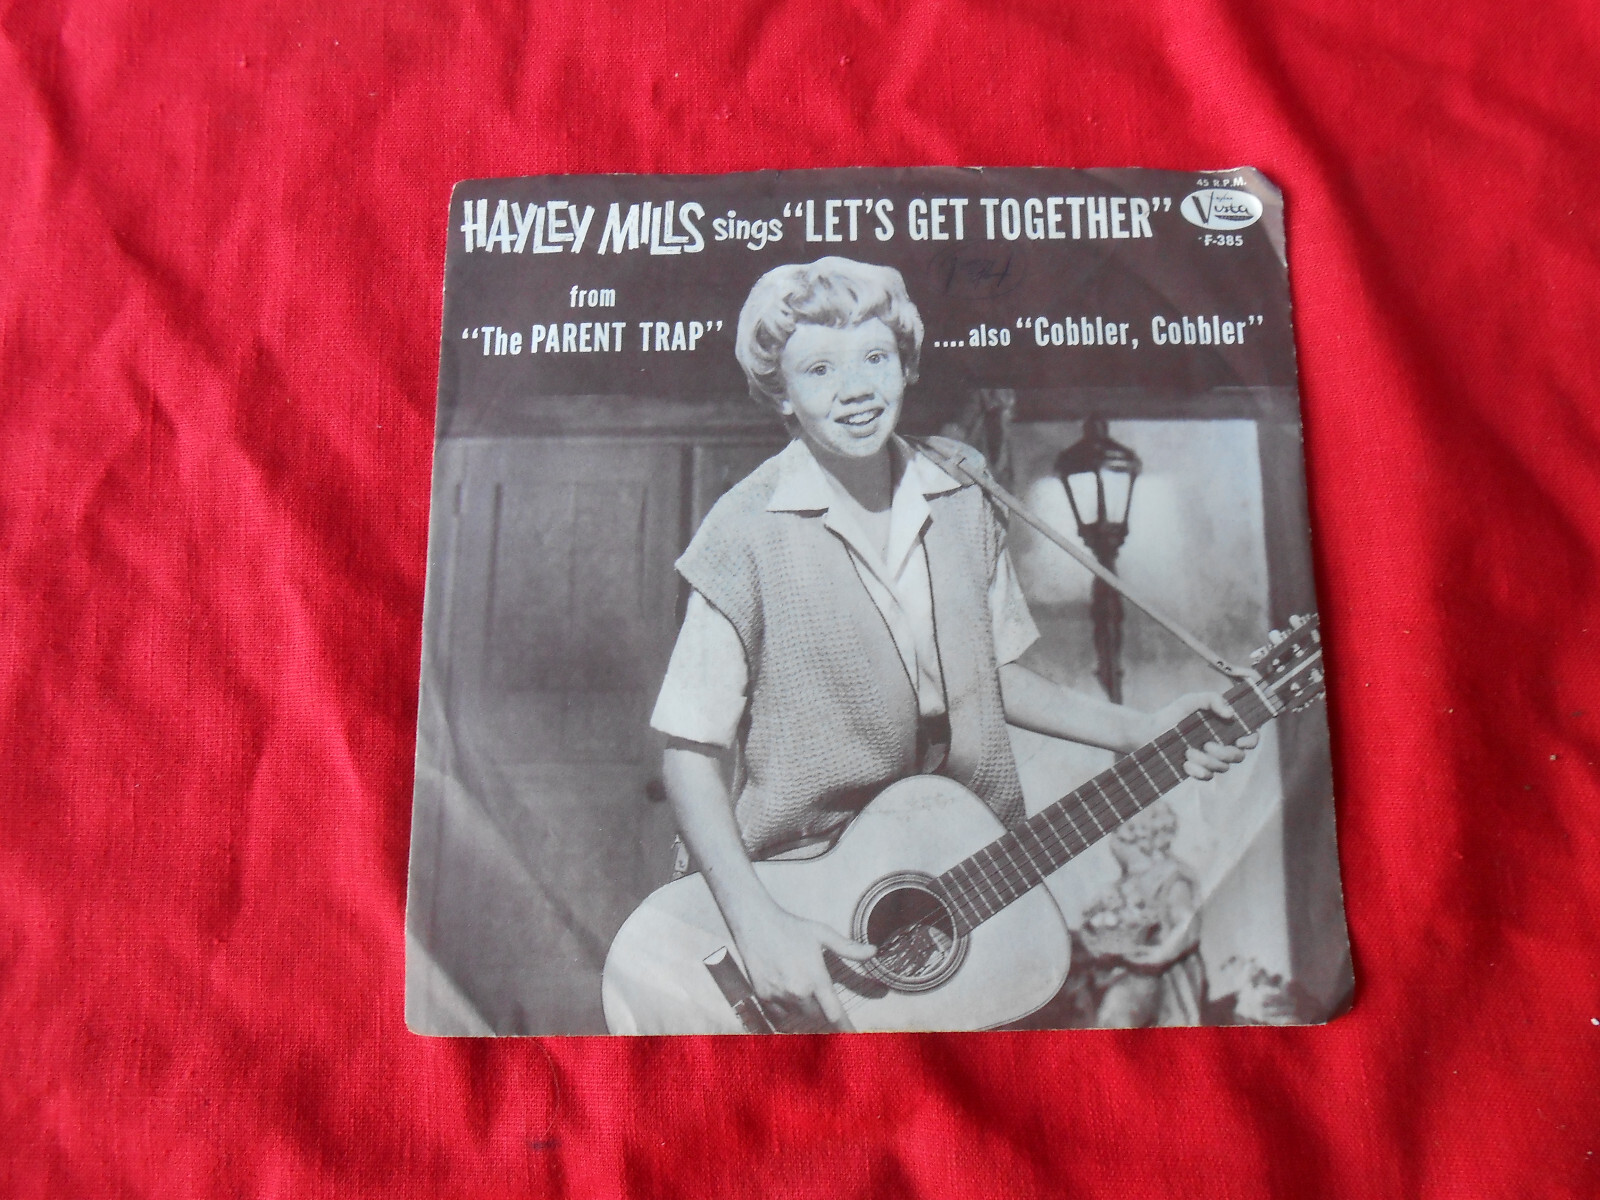 HAYLEY MILLS sings "LET'S GET TOGETHER"
45 R.P.M.
Vista
F-385
from
"The PARENT TRAP"
....also "Cobbler, Cobbler"